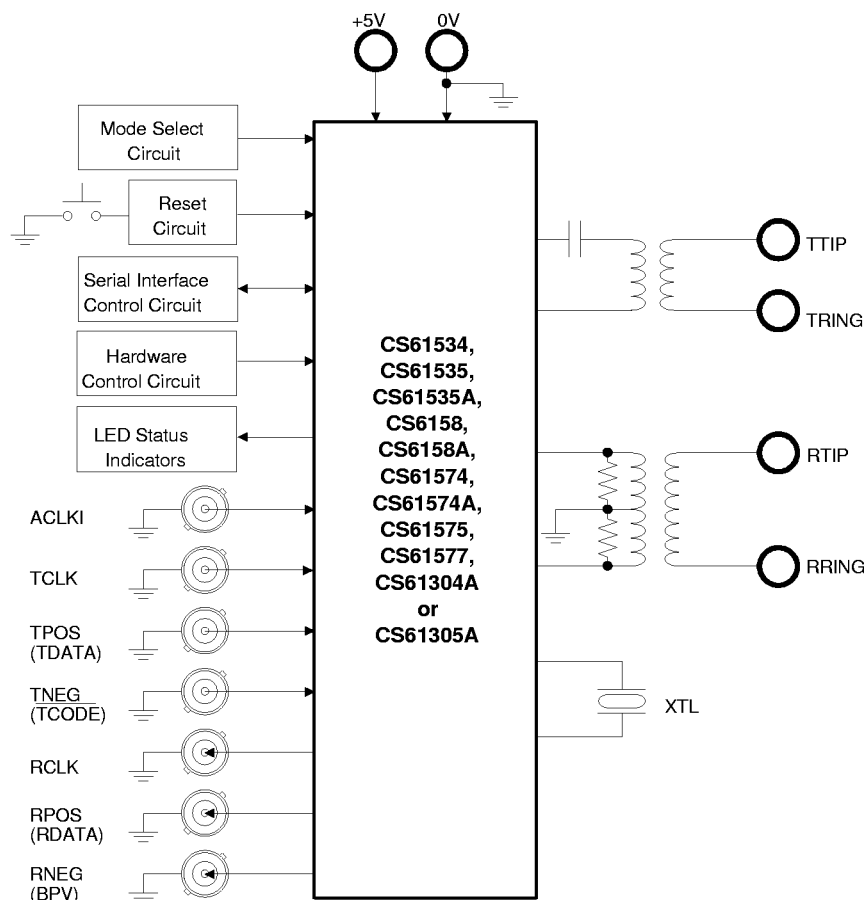 +5V
0V
Mode Select
Circuit
Reset
Circuit
Serial Interface
Control Circuit
Hardware
Control Circuit
LED Status
Indicators
ACLKI
TCLK
TPOS
(TDATA)
TNEG
(TCODE)
RCLK
RPOS
(RDATA)
RNEG
(BPV)
CS61534,
CS61535,
CS61535A,
CS6158,
CS6158A,
CS61574,
CS61574A,
CS61575,
CS61577,
CS61304A
or
CS61305A
TTIP
TRING
RTIP
RRING
XTL